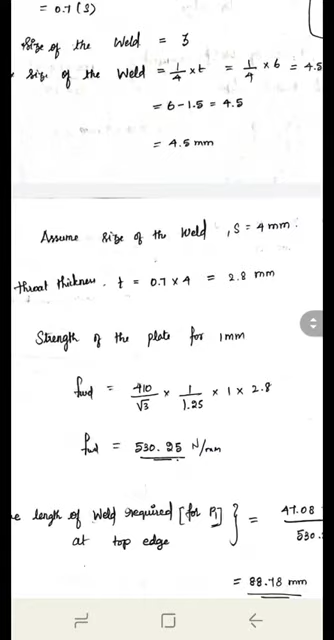 = 0.7 (S)
Size of the weld = 3
size of the weld = 1/4 x t = 1/4 x 6 = 4.5
= 6 - 1.5 = 4.5
= 4.5 mm
Assume size of the weld, S = 4 mm.
Throat thickness, t = 0.7 x 4 = 2.8 mm
Strength of the plate for 1mm
fwd = 410/√3 x 1/1.25 x 1 x 2.8
fwd = 530.25 N/mm
length of weld required [for P1] at top edge } = 47.08 / 530.
= 88.78 mm